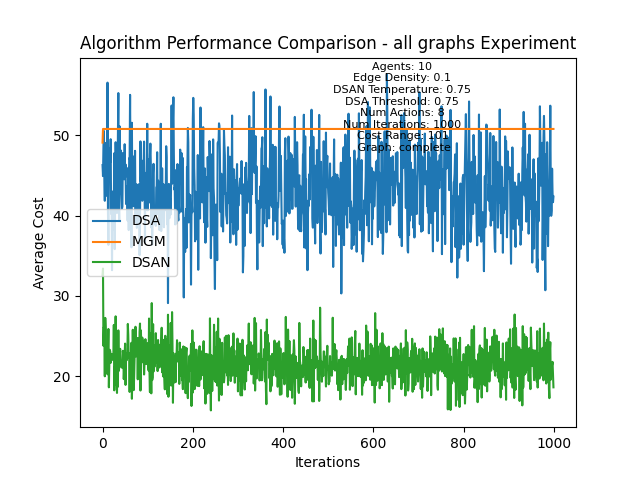 Algorithm Performance Comparison - all graphs Experiment
Agents: 10
Edge Density: 0.1
DSAN Temperature: 0.75
DSA Threshold: 0.75
Num Actions: 8
Num Iterations: 1000
Cost Range: 101
Graph: complete
50
40
30
20
Average Cost
DSA
MGM
DSAN
0
200
400
600
800
1000
Iterations